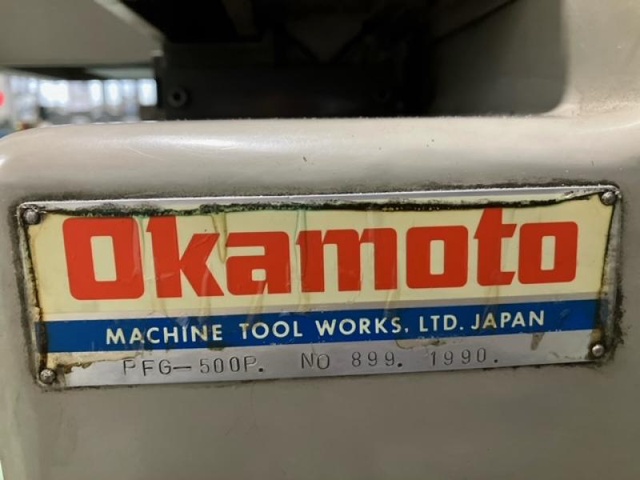 Okamoto
MACHINE TOOL WORKS, LTD. JAPAN
PFG-500P. NO 899. 1990.